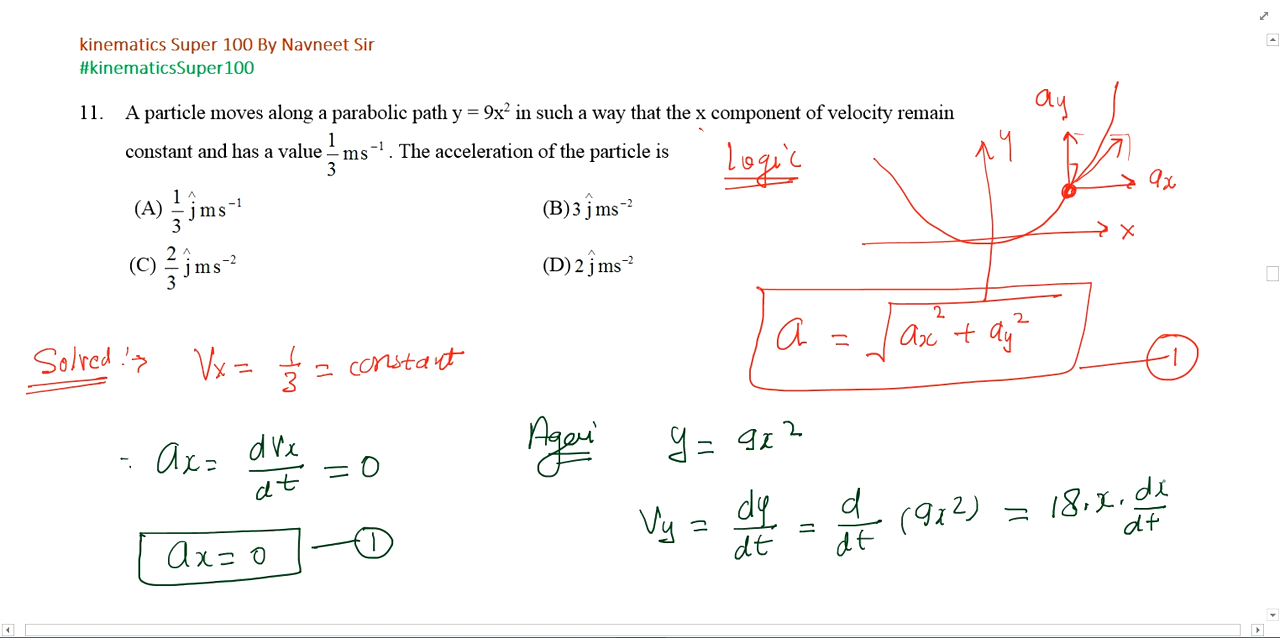 kinematics Super 100 By Navneet Sir
#kinematicsSuper100
11. A particle moves along a parabolic path y = 9x² in such a way that the x component of velocity remain
constant and has a value 1/3 ms⁻¹. The acceleration of the particle is
(A) 1/3 ĵ ms⁻¹ (B) 3 ĵ ms⁻²
(C) 2/3 ĵ ms⁻² (D) 2 ĵ ms⁻²
Logic
ay
y
ax
x
a = √(ax² + ay²) ①
Solved :→ Vx = 1/3 = constant
∴ ax = dVx/dt = 0
ax = 0 ①
Agai y = 9x²
Vy = dy/dt = d/dt (9x²) = 18.x.dx/dt